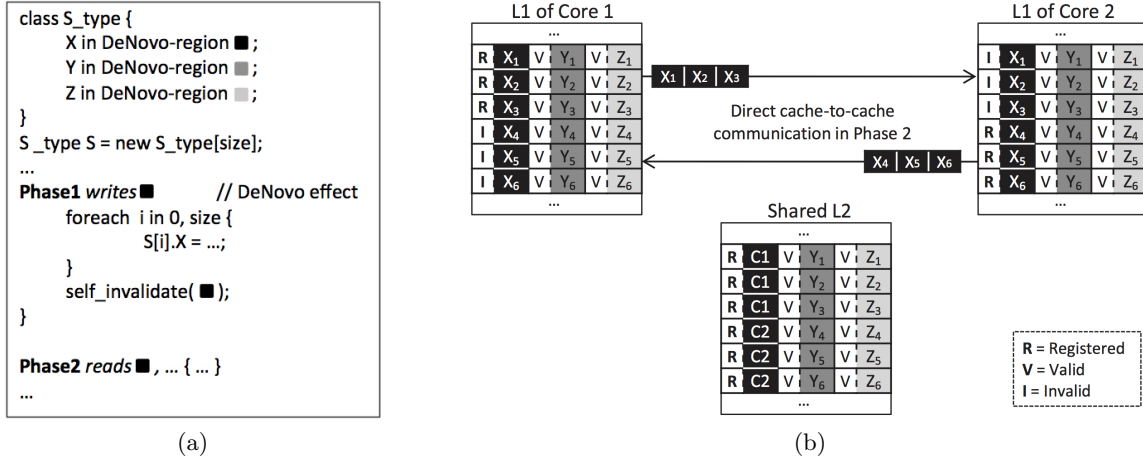 class S_type {
X in DeNovo-region ;
Y in DeNovo-region ;
Z in DeNovo-region ;
}
S _type S = new S_type[size];
...
Phase1 writes // DeNovo effect
foreach i in 0, size {
S[i].X = ...;
}
self_invalidate( );
}
Phase2 reads , ... { ... }
...
(a)
L1 of Core 1
...
R X1 V Y1 V Z1
R X2 V Y2 V Z2
R X3 V Y3 V Z3
I X4 V Y4 V Z4
I X5 V Y5 V Z5
I X6 V Y6 V Z6
...
X1 X2 X3
Direct cache-to-cache
communication in Phase 2
X4 X5 X6
L1 of Core 2
...
I X1 V Y1 V Z1
I X2 V Y2 V Z2
I X3 V Y3 V Z3
R X4 V Y4 V Z4
R X5 V Y5 V Z5
R X6 V Y6 V Z6
...
Shared L2
...
R C1 V Y1 V Z1
R C1 V Y2 V Z2
R C1 V Y3 V Z3
R C2 V Y4 V Z4
R C2 V Y5 V Z5
R C2 V Y6 V Z6
...
R = Registered
V = Valid
I = Invalid
(b)